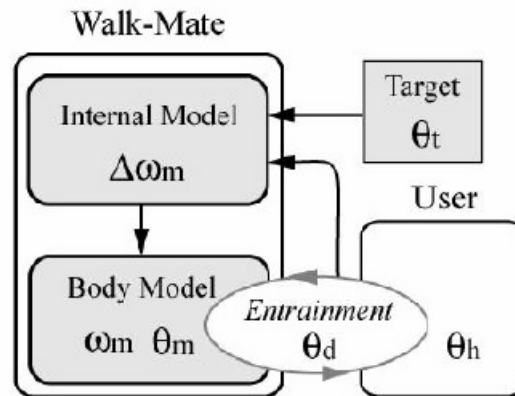 Walk-Mate
Internal Model
Δωm
Target
θt
User
Body Model
ωm θm
Entrainment
θd
θh